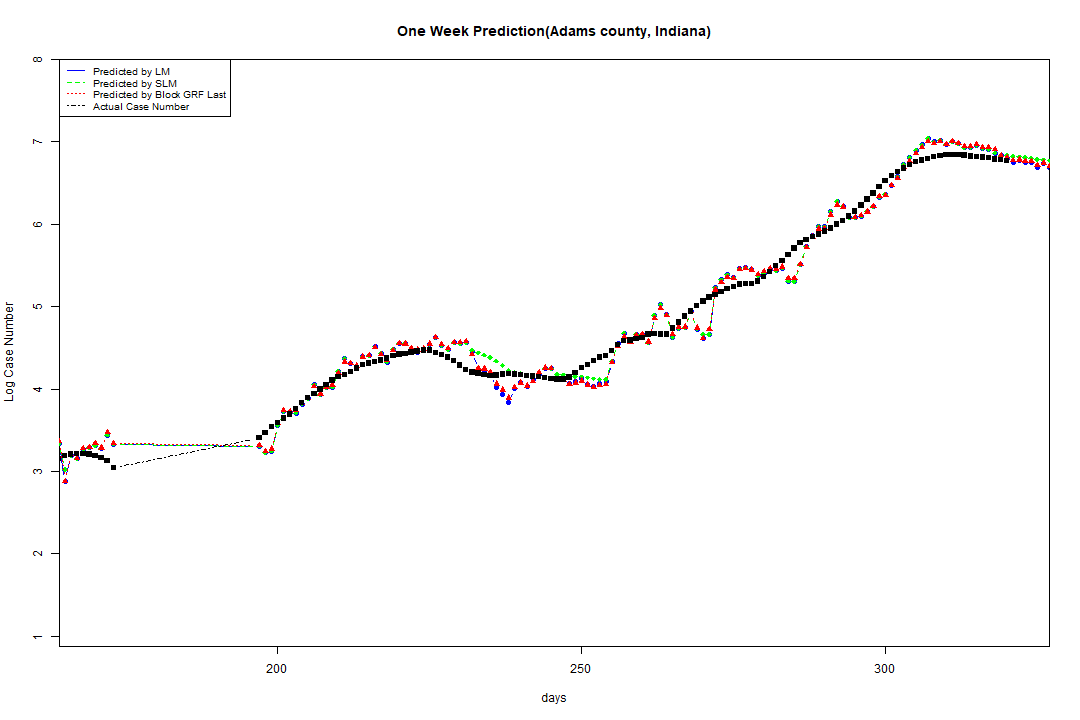 One Week Prediction(Adams county, Indiana)
Predicted by LM
Predicted by SLM
Predicted by Block GRF Last
Actual Case Number
8
7
6
5
4
3
2
1
Log Case Number
200
250
300
days